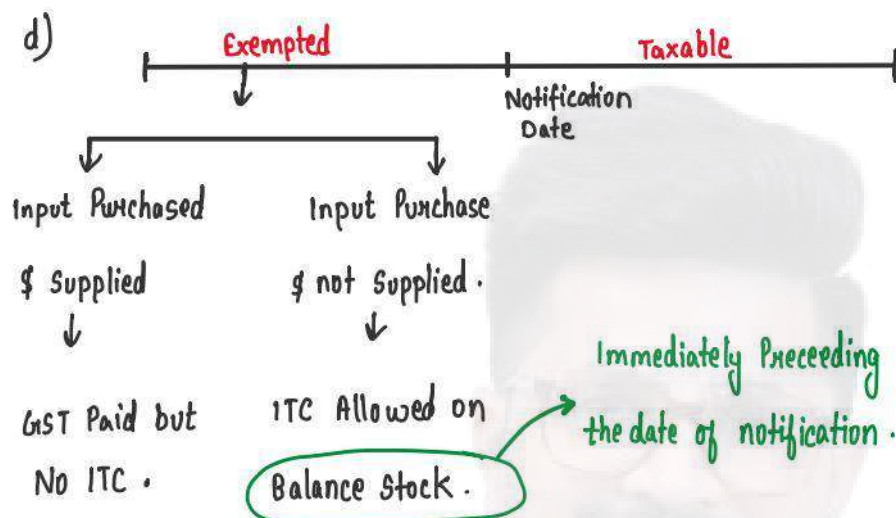 d)
Exempted Taxable
Notification
Date
Input Purchased Input Purchase
$ Supplied $ not Supplied.
GST Paid but ITC Allowed on
No ITC. Balance Stock.
Immediately Preceeding
the date of notification.